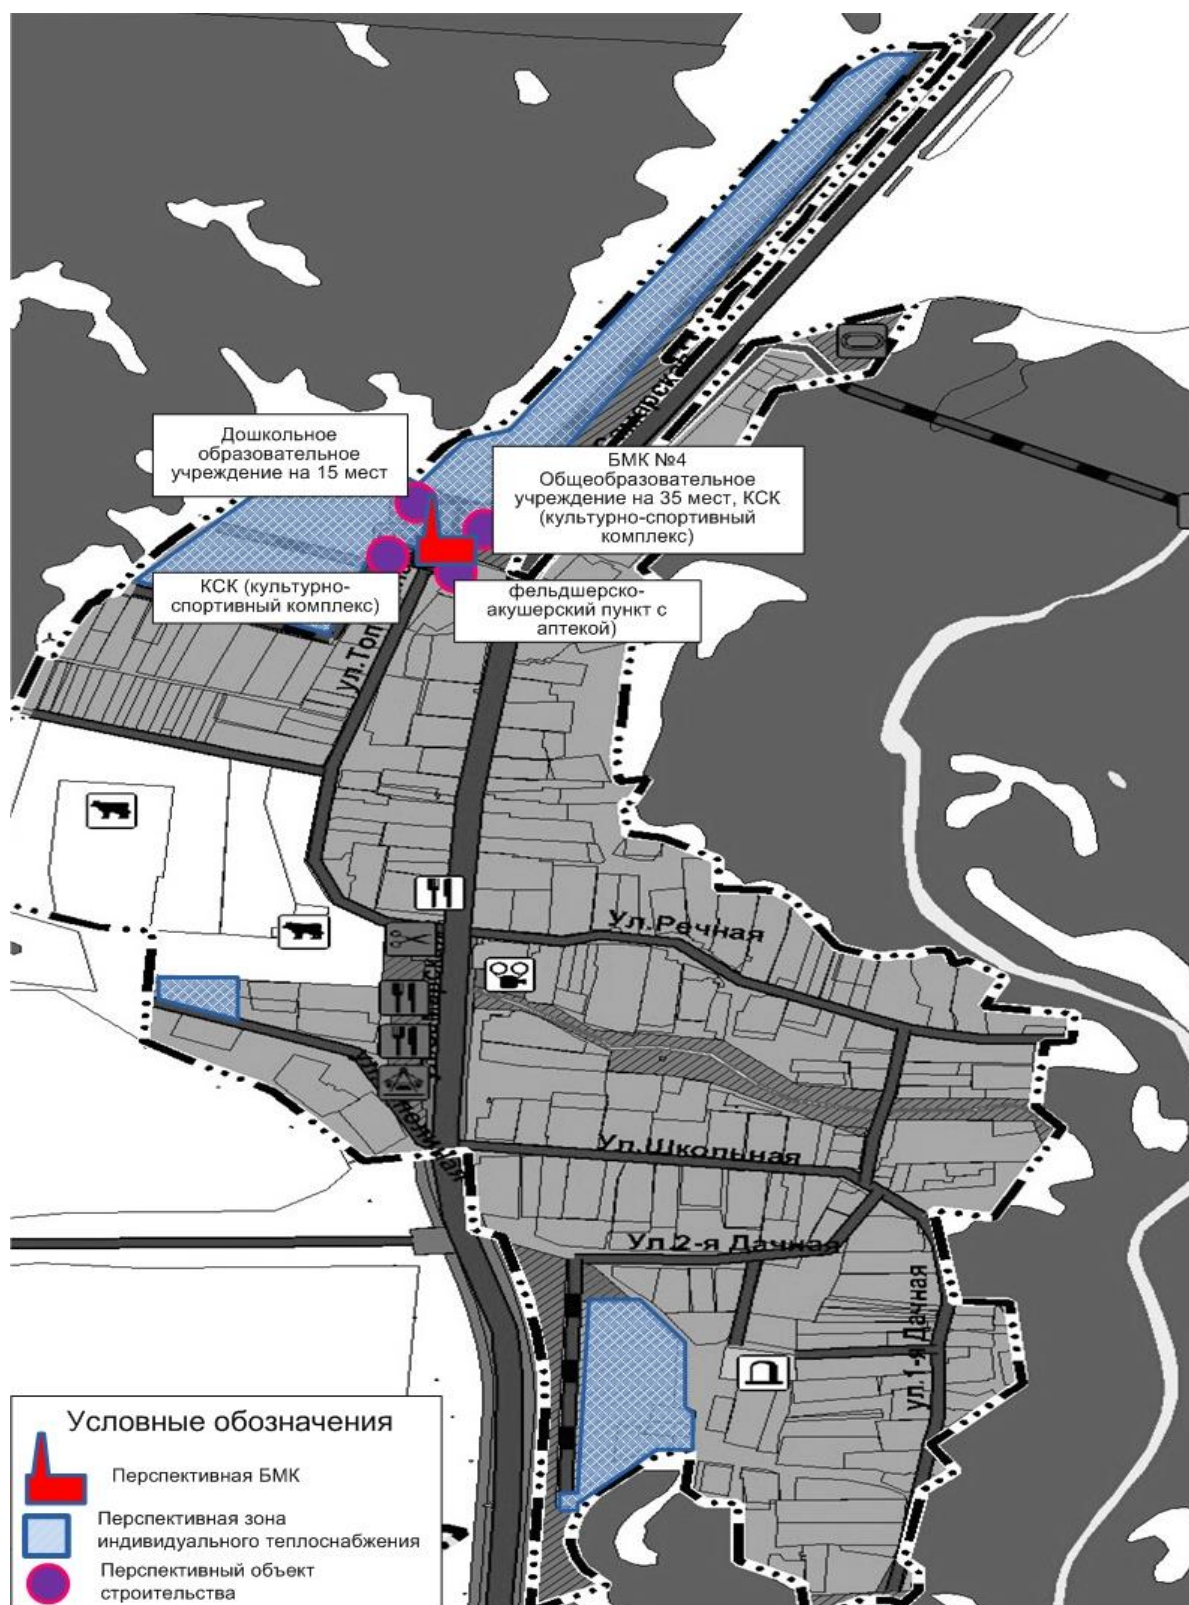 Дошкольное
образовательное
учреждение на 15 мест
БМК №4
Общеобразовательное
учреждение на 35 мест, КСК
(культурно-спортивный
комплекс)
КСК (культурно-
спортивный комплекс)
фельдшерско-
акушерский пункт с
аптекой)
Ул.Речная
Ул.Школьная
Ул.2-я Дачная
ул.1-я Дачная
Условные обозначения
Перспективная БМК
Перспективная зона
индивидуального теплоснабжения
Перспективный объект
строительства